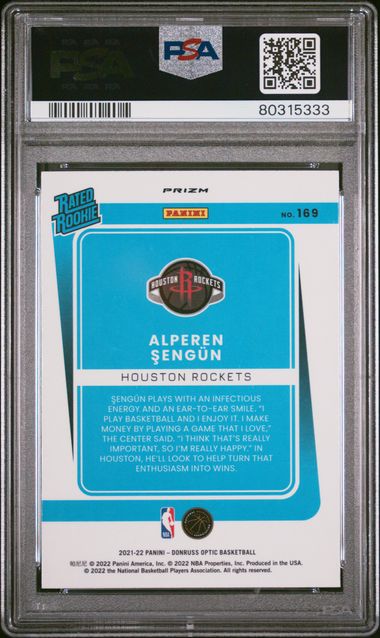 PSA
PSA
80315333
RATED
ROOKIE
PRIZM
PANINI
NO. 169
HOUSTON ROCKETS
ALPEREN
ŞENGÜN
HOUSTON ROCKETS
ŞENGÜN PLAYS WITH AN INFECTIOUS
ENERGY AND AN EAR-TO-EAR SMILE. "I
PLAY BASKETBALL AND I ENJOY IT. I MAKE
MONEY BY PLAYING A GAME THAT I LOVE,"
THE CENTER SAID. "I THINK THAT'S REALLY
IMPORTANT, SO I'M REALLY HAPPY." IN
HOUSTON, HE'LL LOOK TO HELP TURN THAT
ENTHUSIASM INTO WINS.
NBA
2021-22 PANINI - DONRUSS OPTIC BASKETBALL
© 2022 Panini America, Inc. © 2022 NBA Properties, Inc. Produced in the USA.
© 2022 the National Basketball Players Association. All rights reserved.
PSA